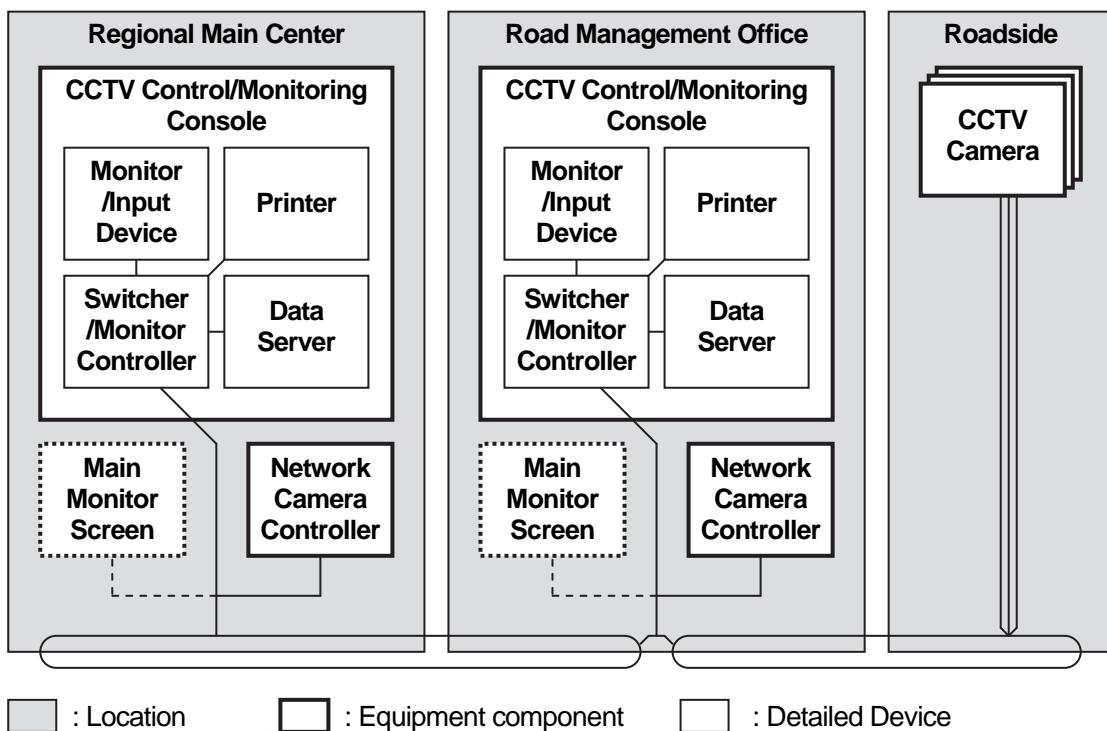 Regional Main Center
CCTV Control/Monitoring
Console
Monitor
/Input
Device
Printer
Switcher
/Monitor
Controller
Data
Server
Main
Monitor
Screen
Network
Camera
Controller
Road Management Office
CCTV Control/Monitoring
Console
Monitor
/Input
Device
Printer
Switcher
/Monitor
Controller
Data
Server
Main
Monitor
Screen
Network
Camera
Controller
Roadside
CCTV
Camera
: Location
: Equipment component
: Detailed Device